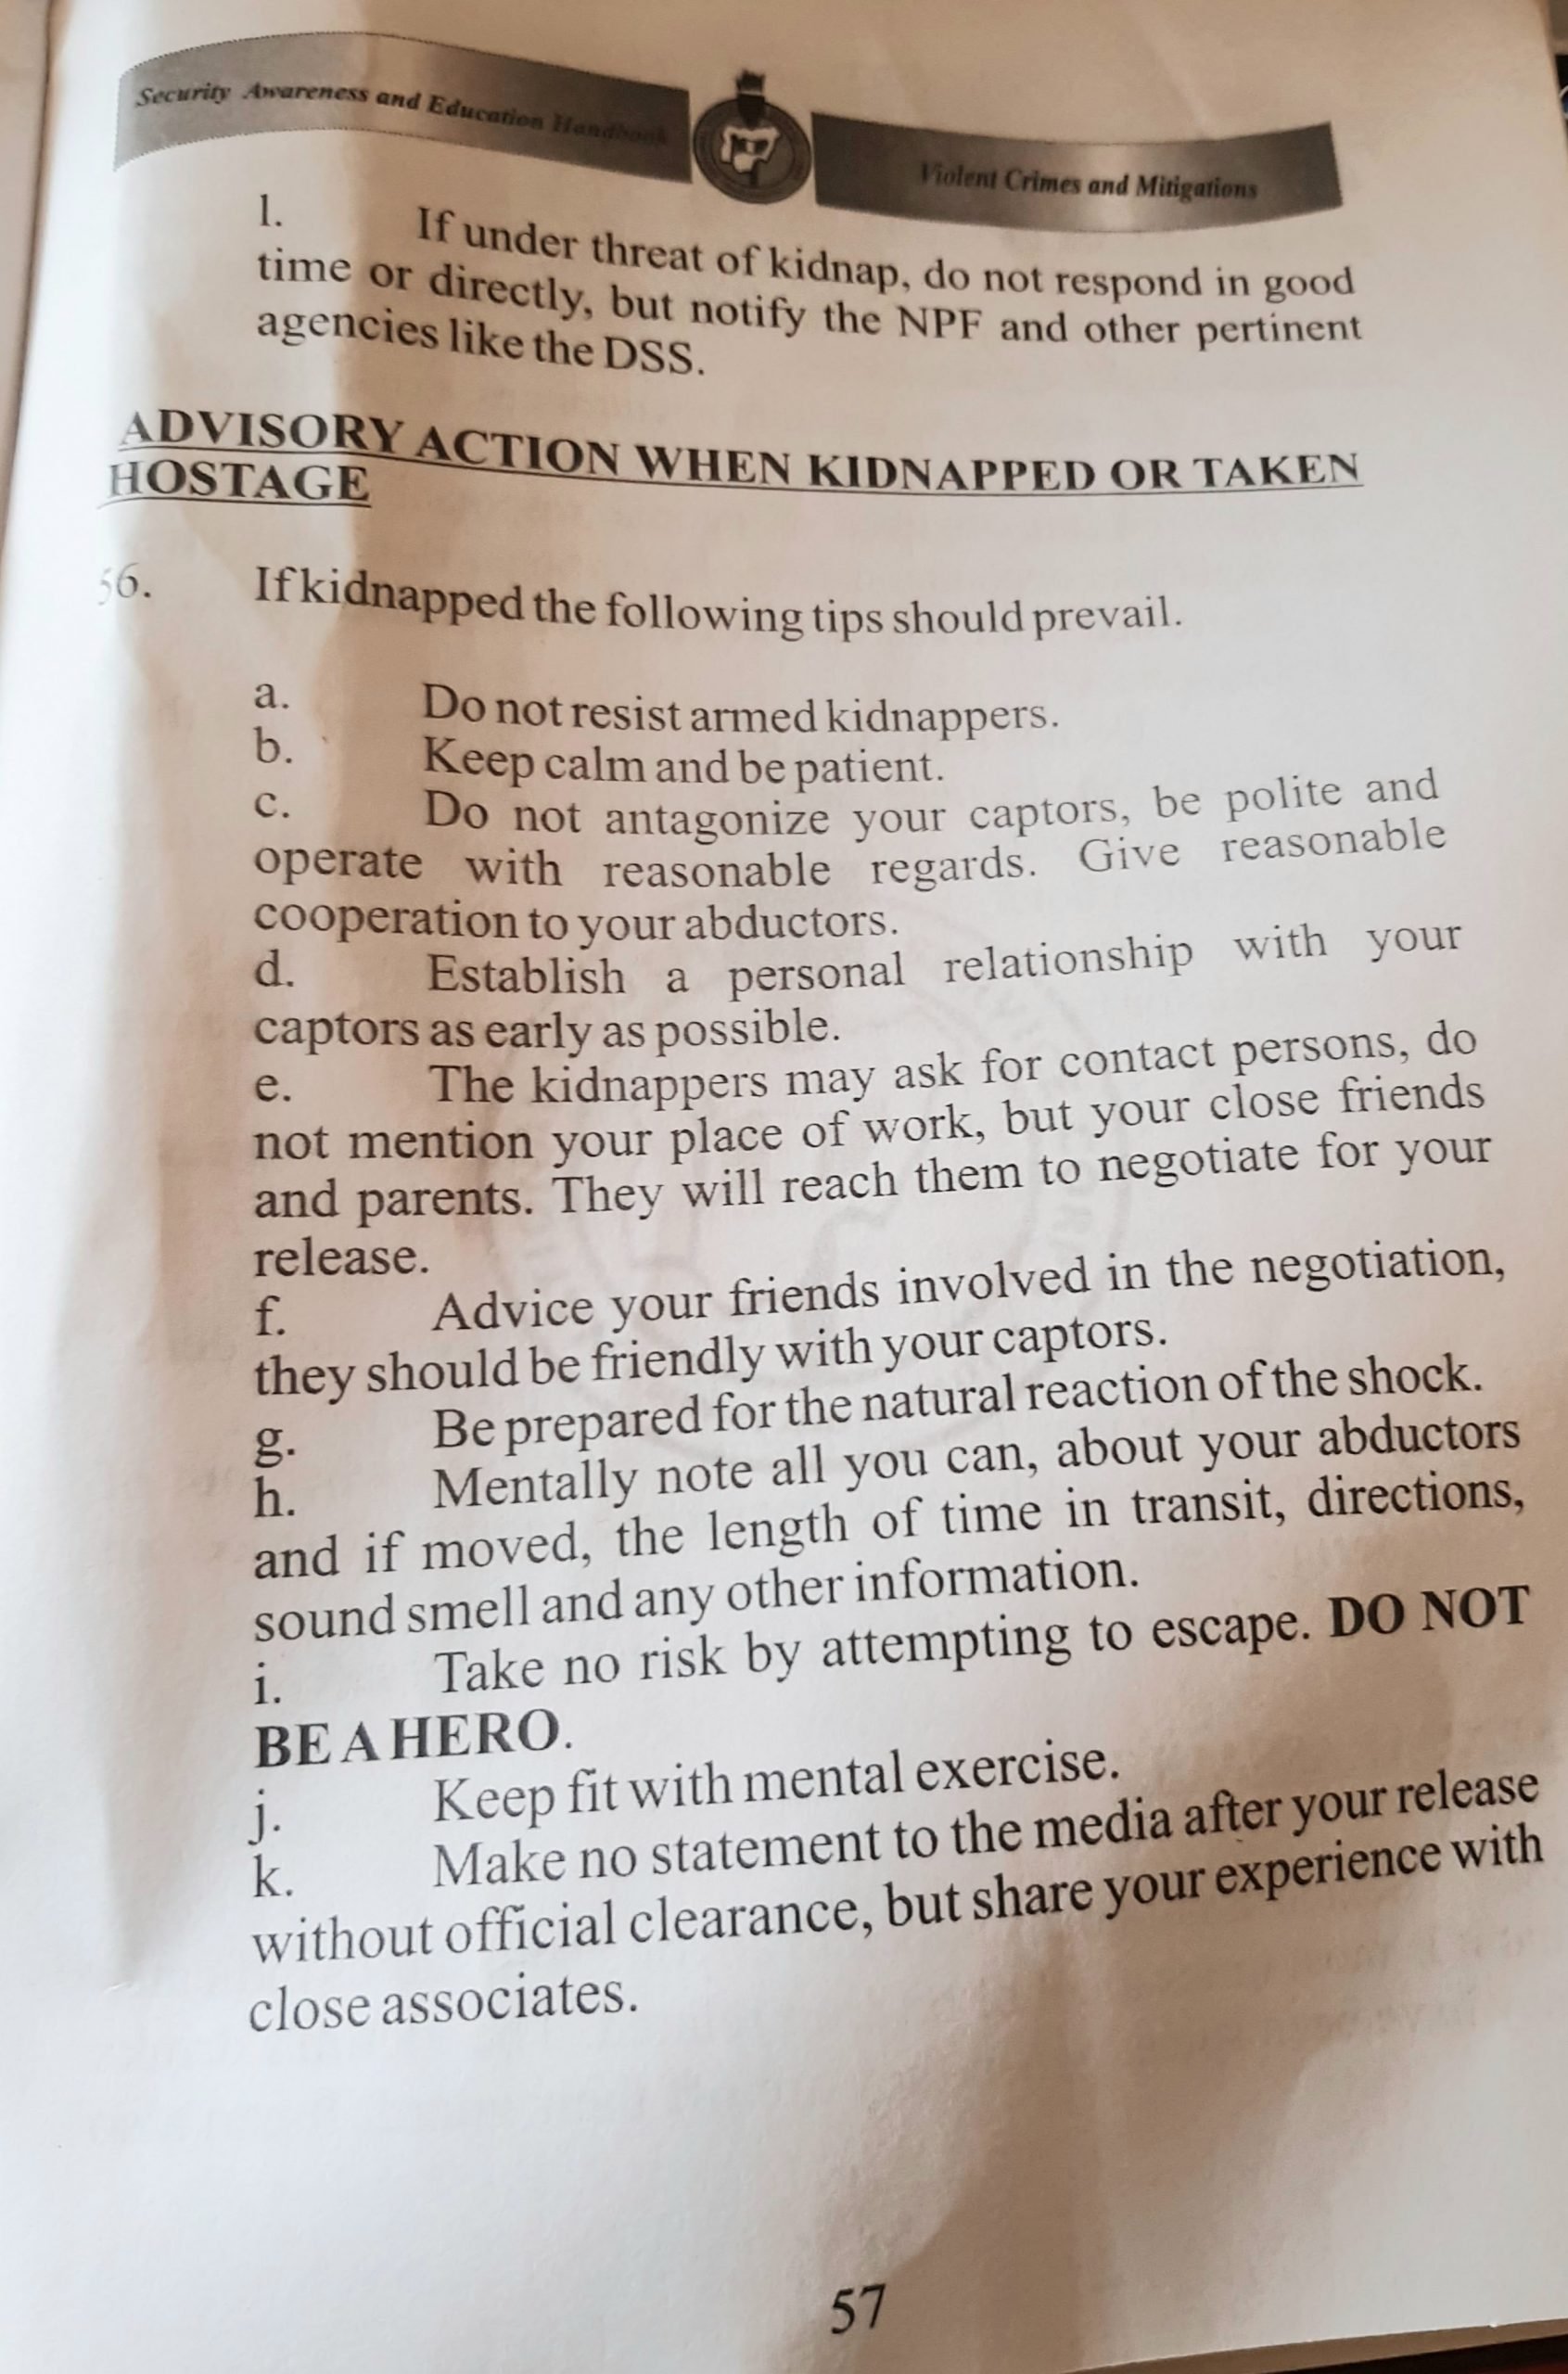 Security Awareness and Education Handbook
Violent Crimes and Mitigations
l. If under threat of kidnap, do not respond in good
time or directly, but notify the NPF and other pertinent
agencies like the DSS.
ADVISORY ACTION WHEN KIDNAPPED OR TAKEN
HOSTAGE
56. If kidnapped the following tips should prevail.
a. Do not resist armed kidnappers.
b. Keep calm and be patient.
c. Do not antagonize your captors, be polite and
operate with reasonable regards. Give reasonable
cooperation to your abductors.
d. Establish a personal relationship with your
captors as early as possible.
e. The kidnappers may ask for contact persons, do
not mention your place of work, but your close friends
and parents. They will reach them to negotiate for your
release.
f. Advice your friends involved in the negotiation,
they should be friendly with your captors.
g. Be prepared for the natural reaction of the shock.
h. Mentally note all you can, about your abductors
and if moved, the length of time in transit, directions,
sound smell and any other information.
i. Take no risk by attempting to escape. DO NOT
BE A HERO.
j. Keep fit with mental exercise.
k. Make no statement to the media after your release
without official clearance, but share your experience with
close associates.
57